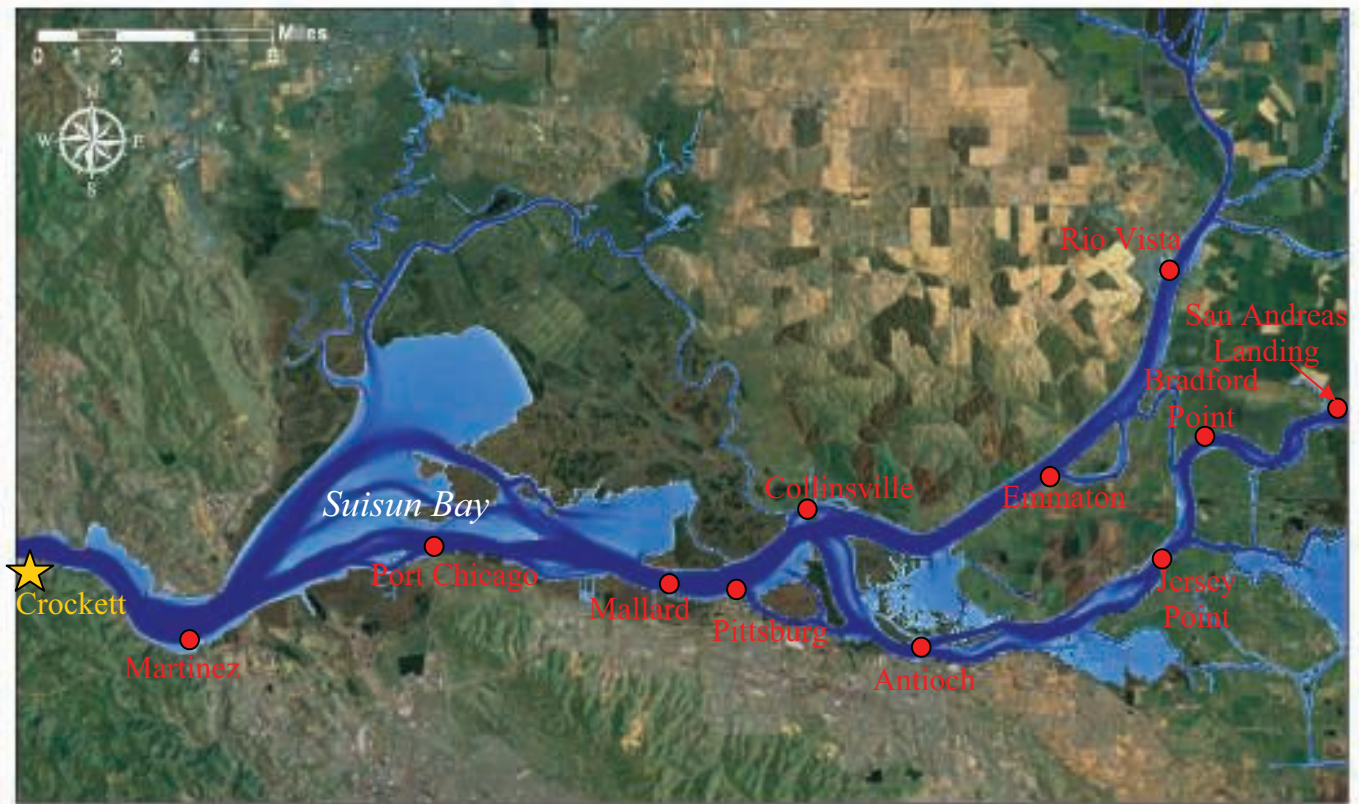 Miles
0 1 2 4
N
W E
S
Rio Vista
San Andreas
Landing
Bradford
Point
Collinsville
Emmaton
Suisun Bay
Port Chicago
Jersey
Point
Crockett
Mallard
Pittsburg
Martinez
Antioch